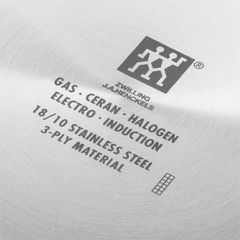 ®
ZWILLING
J.A.HENCKELS
GAS · CERAN · HALOGEN
ELECTRO · INDUCTION
18/10 STAINLESS STEEL
3-PLY MATERIAL